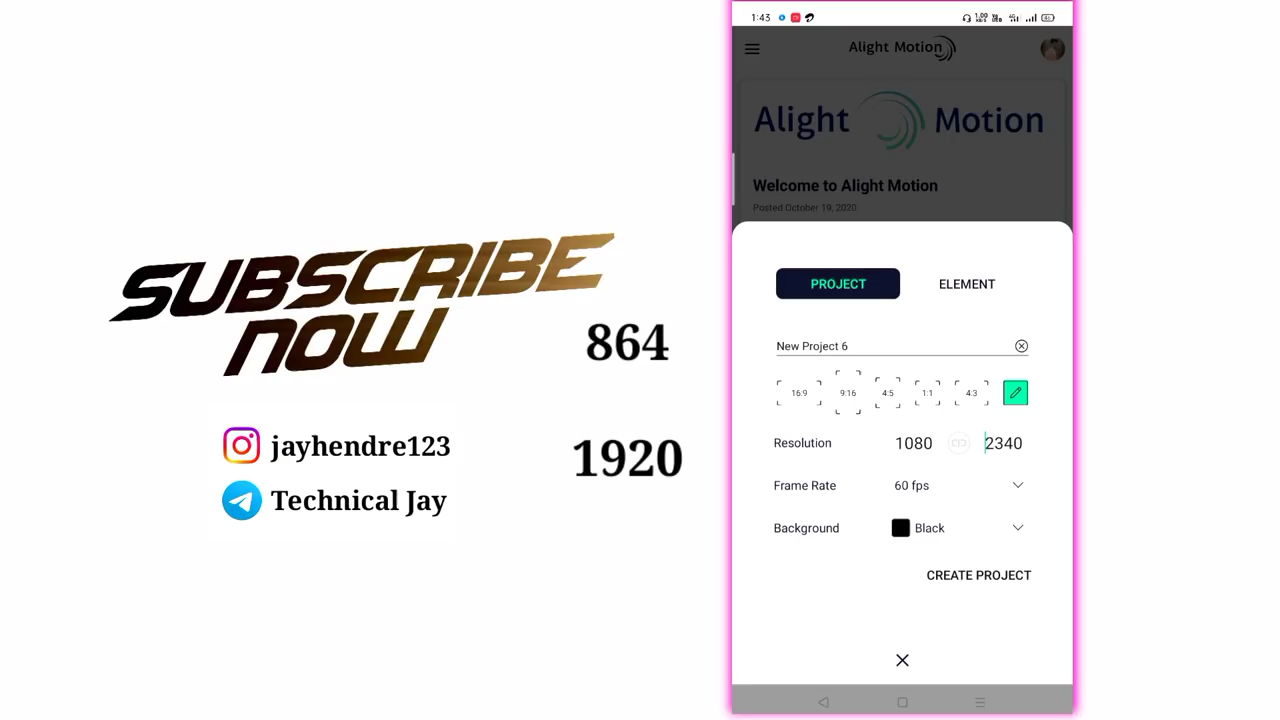 SUBSCRIBE
NOW
864
1920
jayhendre123
Technical Jay
1:43
Alight Motion
Alight Motion
Welcome to Alight Motion
Posted October 19, 2020
PROJECT ELEMENT
New Project 6
16:9 9:16 4:5 1:1 4:3
Resolution 1080 2340
Frame Rate 60 fps
Background Black
CREATE PROJECT